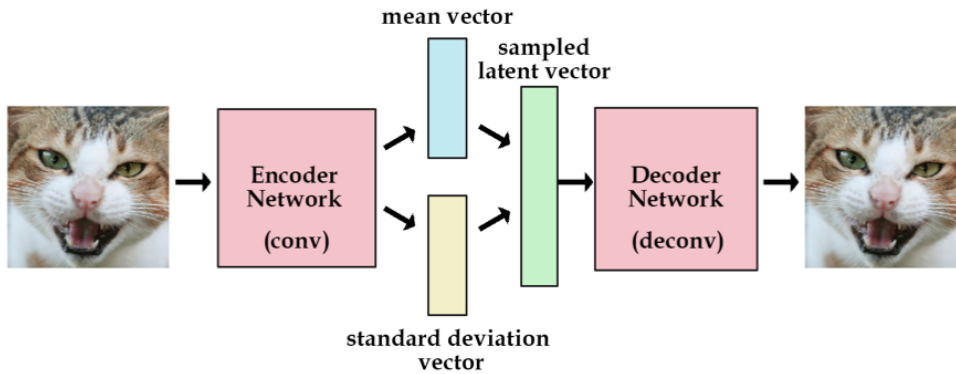 mean vector
sampled
latent vector
Encoder
Network
(conv)
Decoder
Network
(deconv)
standard deviation
vector